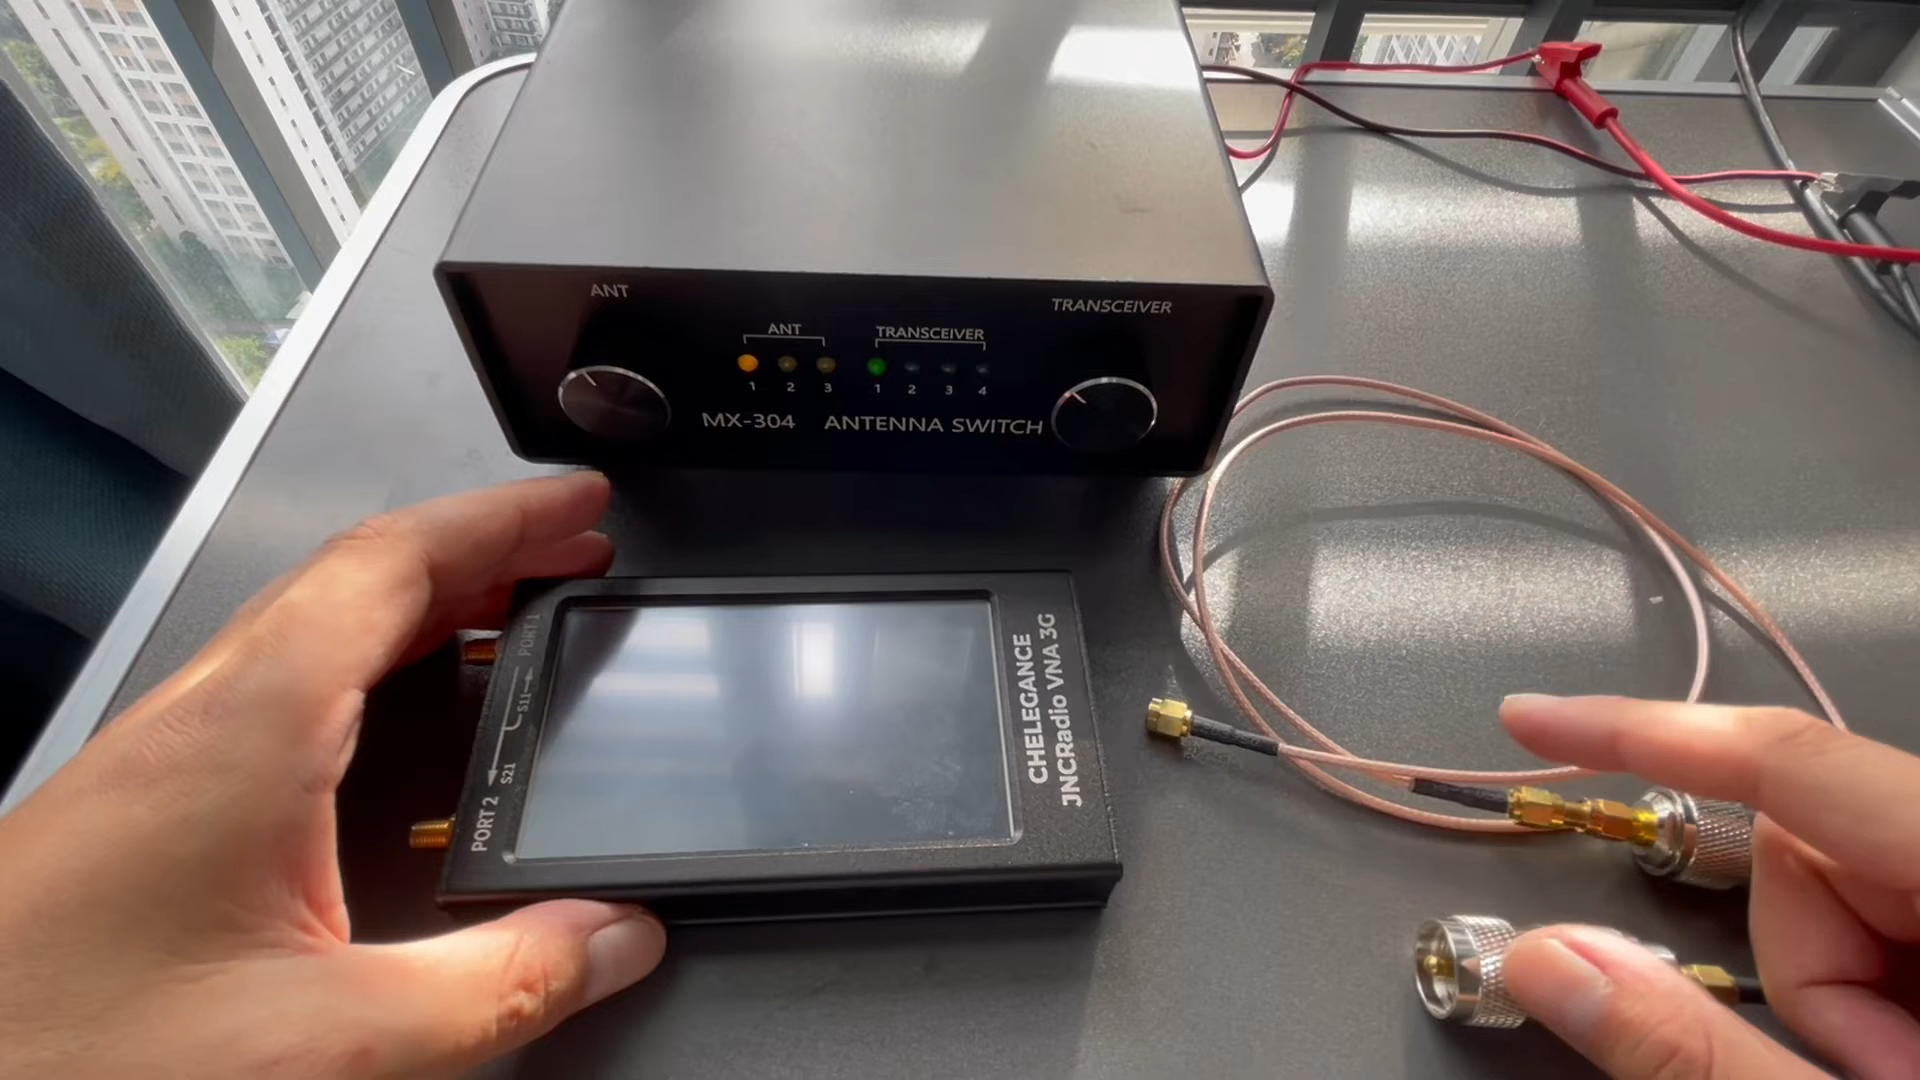 ANT
TRANSCEIVER
ANT
TRANSCEIVER
1 2 3
1 2 3 4
MX-304 ANTENNA SWITCH
PORT 1
S11
S21
PORT 2
CHELEGANCE
JNCRadio VNA 3G